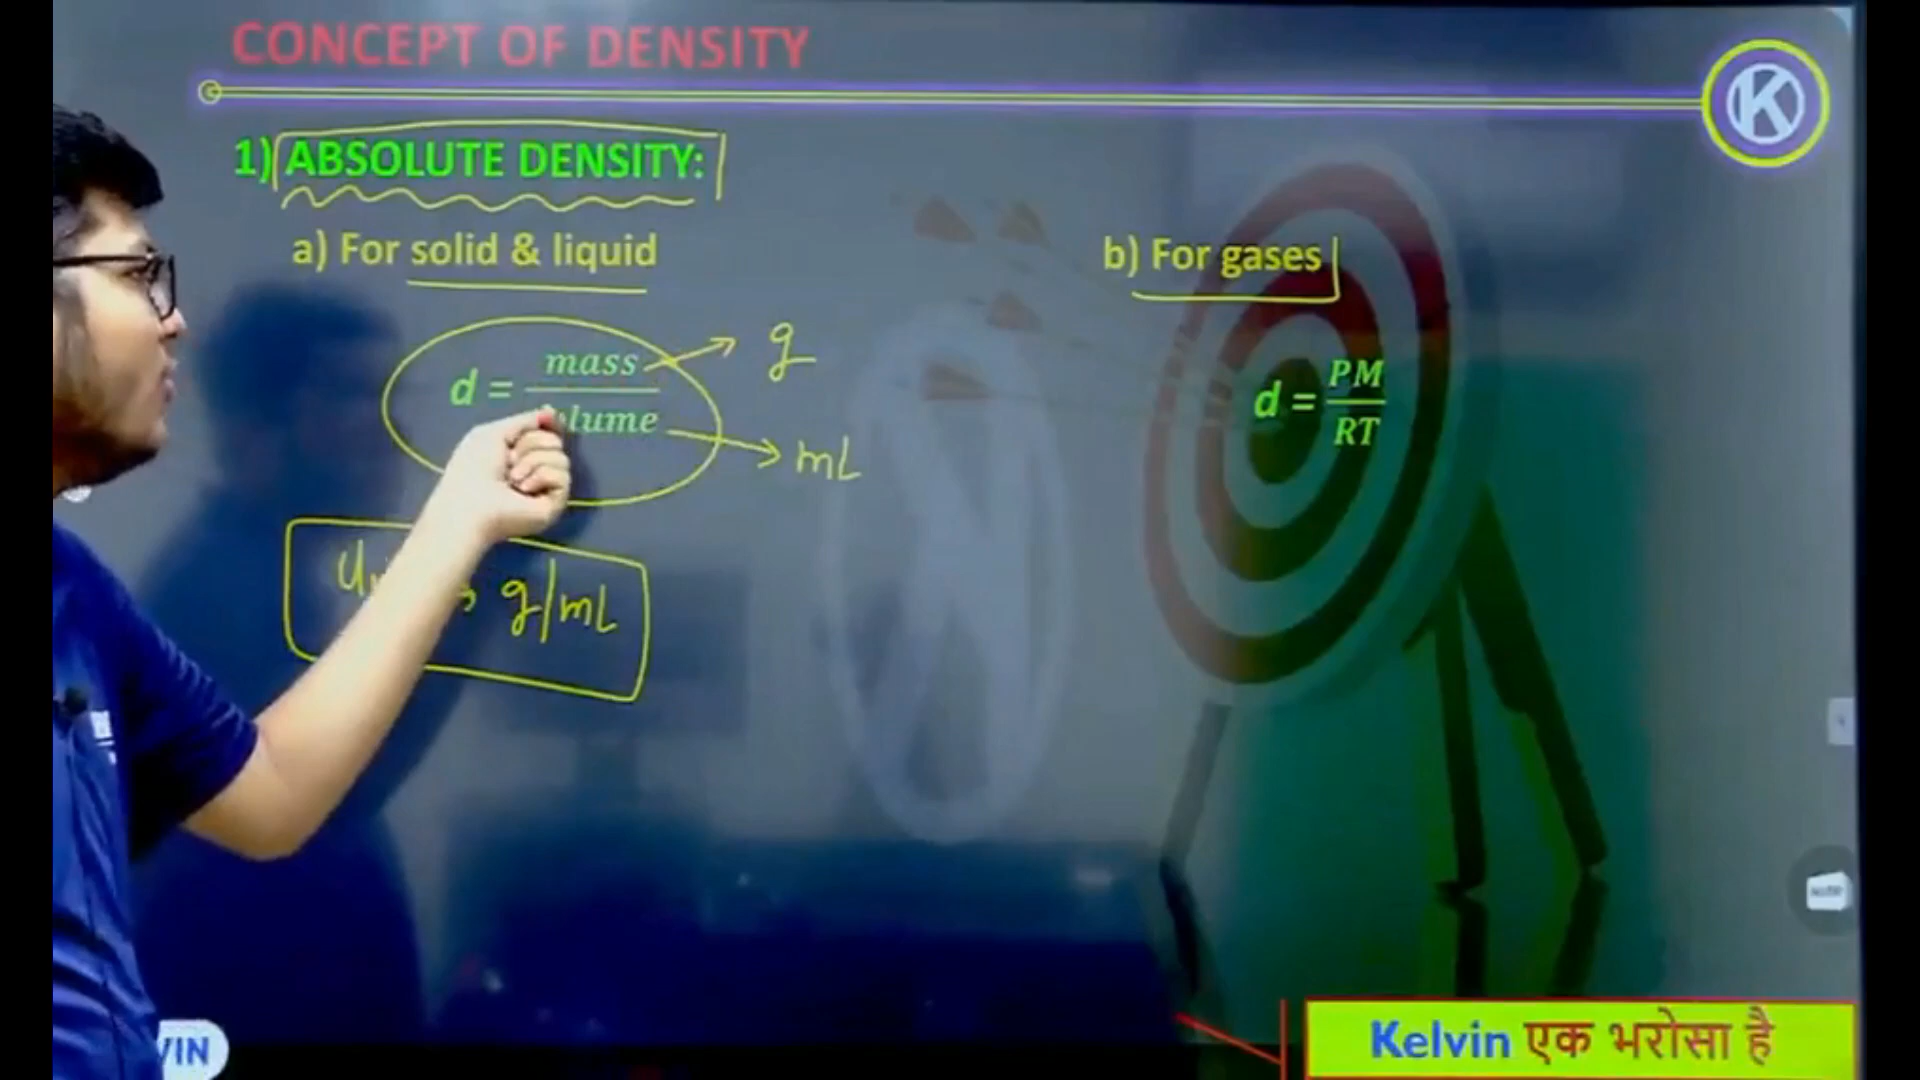 CONCEPT OF DENSITY
K
1) ABSOLUTE DENSITY:
a) For solid & liquid
b) For gases
d = mass
g
mL
d = PM
RT
g/mL
Kelvin एक भरोसा है